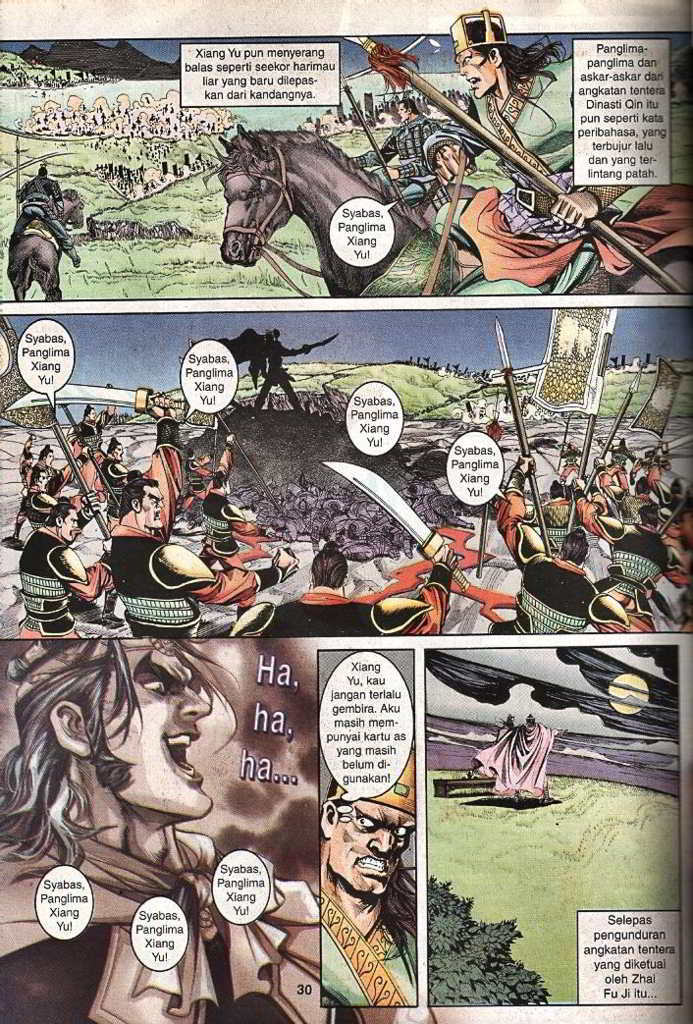 Xiang Yu pun menyerang
balas seperti seekor harimau
liar yang baru dilepas-
kan dari kandangnya.
Panglima-
panglima dan
askar-askar dari
angkatan tentera
Dinasti Qin itu
pun seperti kata
peribahasa, yang
terbujur lalu
dan yang ter-
lintang patah.
Syabas,
Panglima
Xiang
Yu!
Syabas,
Panglima
Xiang
Yu!
Syabas,
Panglima
Xiang
Yu!
Syabas,
Panglima
Xiang
Yu!
Syabas,
Panglima
Xiang
Yu!
Ha,
ha,
ha...
Syabas,
Panglima
Xiang
Yu!
Syabas,
Panglima
Xiang
Yu!
Syabas,
Panglima
Xiang
Yu!
Xiang
Yu, kau
jangan terlalu
gembira. Aku
masih mem-
punyai kartu as
yang masih
belum di-
gunakan!
Selepas
pengunduran
angkatan tentera
yang diketuai
oleh Zhai
Fu Ji itu...
30